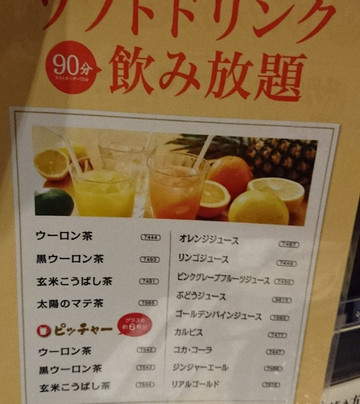 ソフトドリンク
90分
飲み放題
ウーロン茶
黒ウーロン茶
玄米こうばし茶
太陽のマテ茶
ピッチャー
グラス約6杯分
ウーロン茶
黒ウーロン茶
玄米こうばし茶
オレンジジュース
リンゴジュース
ピンクグレープフルーツジュース
ぶどうジュース
ゴールデンパインジュース
カルピス
コカ・コーラ
ジンジャーエール
リアルゴールド